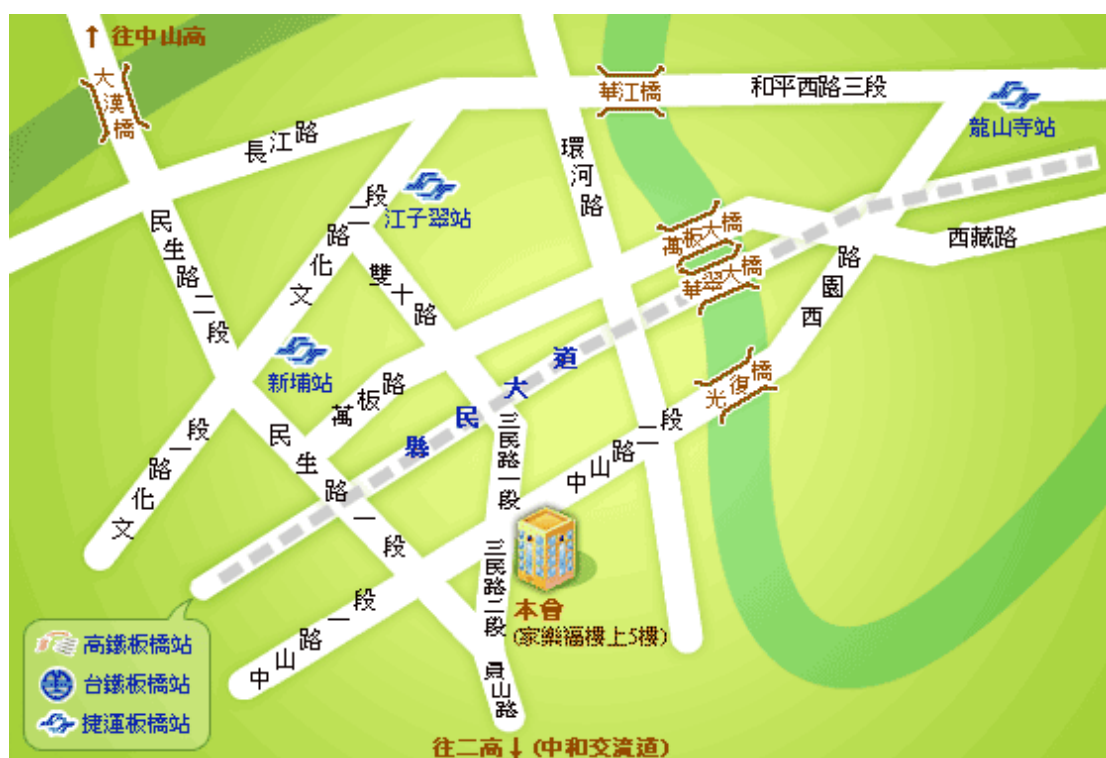 ↑ 往中山高
大漢橋
長江路
華江橋
和平西路三段
龍山寺站
環河路
江子翠站
文化路二段
民生路二段
雙十路
萬板大橋
華翠大橋
西藏路
西園路
新埔站
萬板路
縣民大道
光復橋
三民路一段
中山路二段
文化路一段
民生路一段
三民路二段
本會
(家樂福樓上5樓)
中山路一段
員山路
高鐵板橋站
台鐵板橋站
捷運板橋站
往二高↓(中和交流道)